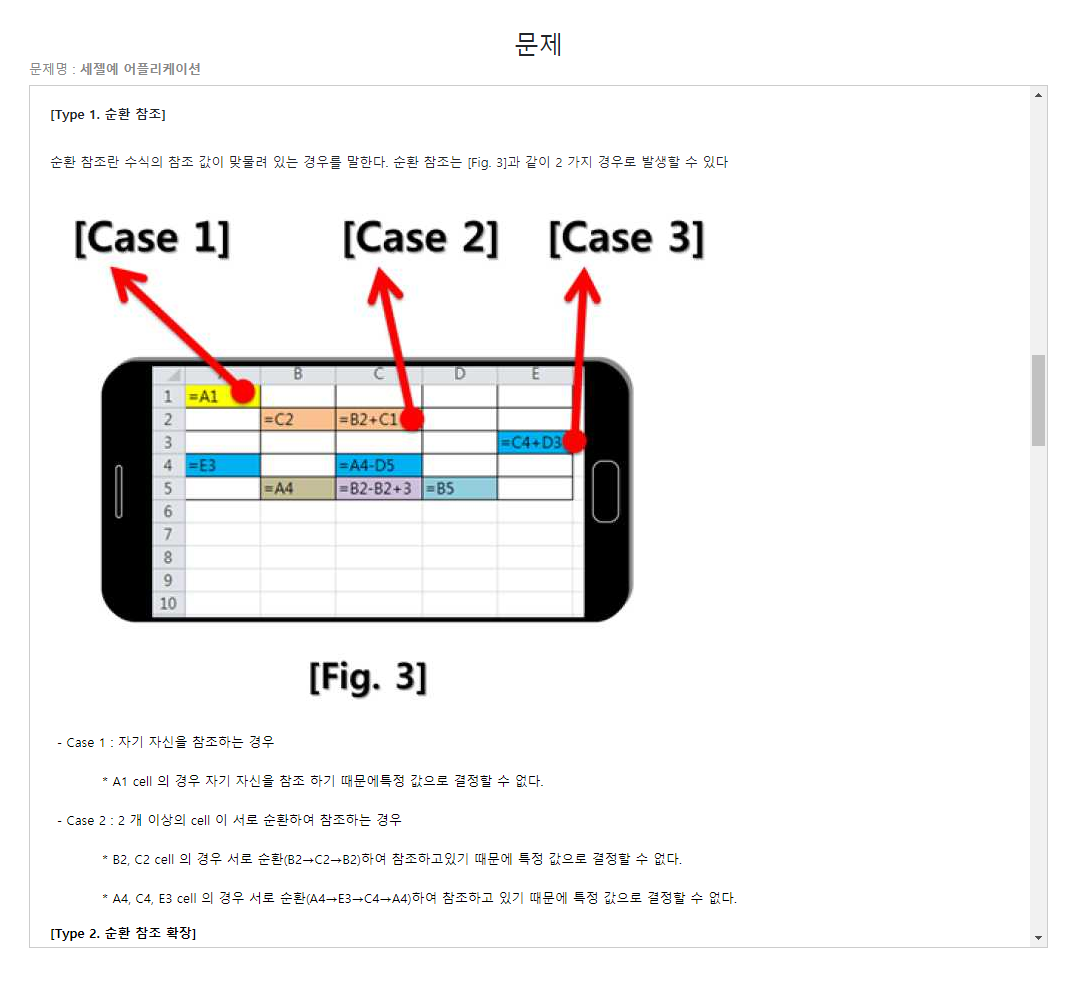 문제
문제명 : 세젤예 어플리케이션
[Type 1. 순환 참조]
순환 참조란 수식의 참조 값이 맞물려 있는 경우를 말한다. 순환 참조는 [Fig. 3]과 같이 2 가지 경우로 발생할 수 있다
[Case 1] [Case 2] [Case 3]
B C D E
1 =A1
2 =C2 =B2+C1
3 =C4+D3
4 =E3 =A4-D5
5 =A4 =B2-B2+3 =B5
6
7
8
9
10
[Fig. 3]
- Case 1 : 자기 자신을 참조하는 경우
* A1 cell 의 경우 자기 자신을 참조 하기 때문에특정 값으로 결정할 수 없다.
- Case 2 : 2 개 이상의 cell 이 서로 순환하여 참조하는 경우
* B2, C2 cell 의 경우 서로 순환(B2→C2→B2)하여 참조하고있기 때문에 특정 값으로 결정할 수 없다.
* A4, C4, E3 cell 의 경우 서로 순환(A4→E3→C4→A4)하여 참조하고 있기 때문에 특정 값으로 결정할 수 없다.
[Type 2. 순환 참조 확장]